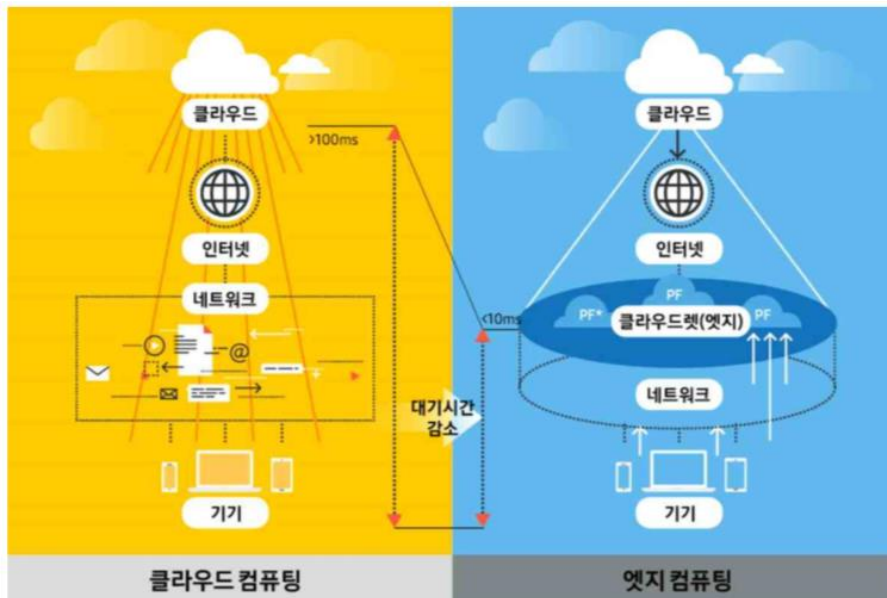 클라우드
>100ms
인터넷
네트워크
@
기기
클라우드 컴퓨팅
대기시간
감소
클라우드
인터넷
<10ms
PF*
PF
PF
클라우드렛(엣지)
네트워크
기기
엣지 컴퓨팅